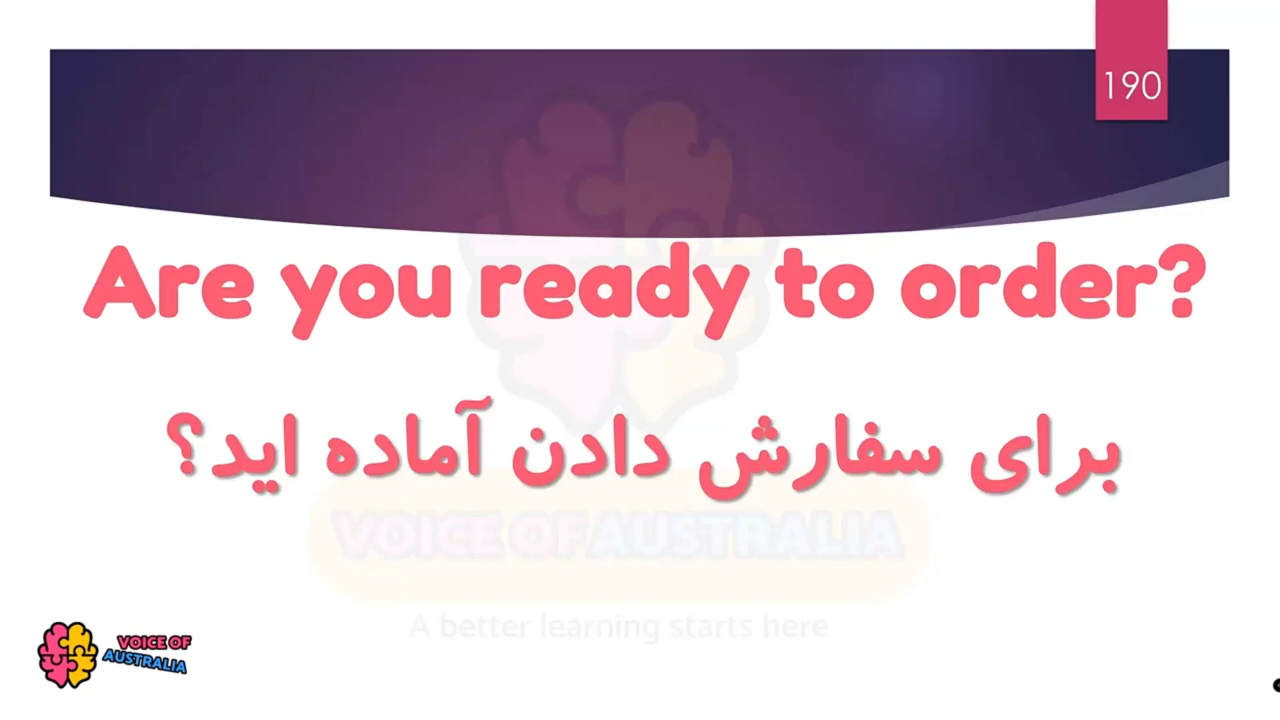 190
Are you ready to order?
برای سفارش دادن آماده اید؟
VOICE OF AUSTRALIA
A better learning starts here
VOICE OF
AUSTRALIA